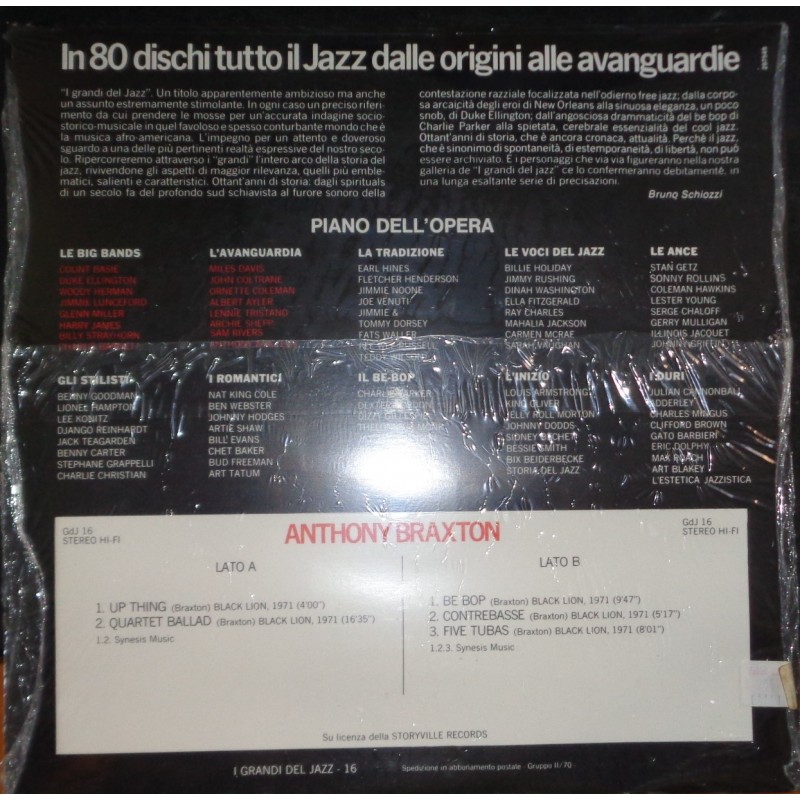 In 80 dischi tutto il Jazz dalle origini alle avanguardie
"I grandi del Jazz". Un titolo apparentemente ambizioso ma anche
un assunto estremamente stimolante. In ogni caso un preciso riferi-
mento da cui prendere le mosse per un'accurata indagine socio-
storico-musicale in quel favoloso e spesso conturbante mondo che è
la musica afro-americana. L'impegno per un attento e doveroso
sguardo a una delle più pertinenti realtà espressive del nostro seco-
lo. Ripercorreremo attraverso i "grandi" l'intero arco della storia del
jazz, rivivendone gli aspetti di maggior rilevanza, quelli più emble-
matici, salienti e caratteristici. Ottant'anni di storia: dagli spirituals
di un secolo fa del profondo sud schiavista al furore sonoro della
contestazione razziale focalizzata nell'odierno free jazz; dalla corpo-
sa arcaicità degli eroi di New Orleans alla sinuosa eleganza, un poco
snob, di Duke Ellington; dall'angosciosa drammaticità del be bop di
Charlie Parker alla spietata, cerebrale essenzialità del cool jazz.
Ottant'anni di storia, che è ancora cronaca, attualità. Perchè il jazz,
che è sinonimo di spontaneità, di estemporaneità, di libertà, non può
essere archiviato. E i personaggi che via via figureranno nella nostra
galleria de "I grandi del jazz" ce lo confermeranno debitamente, in
una lunga esaltante serie di precisazioni.
Bruno Schiozzi
PIANO DELL'OPERA
LE BIG BANDS
COUNT BASIE
DUKE ELLINGTON
WOODY HERMAN
JIMMIE LUNCEFORD
GLENN MILLER
HARRY JAMES
BILLY STRAYHORN
L'AVANGUARDIA
MILES DAVIS
JOHN COLTRANE
ORNETTE COLEMAN
ALBERT AYLER
LENNIE TRISTANO
ARCHIE SHEPP
SAM RIVERS
LA TRADIZIONE
EARL HINES
FLETCHER HENDERSON
JIMMIE NOONE
JOE VENUTI
JIMMIE &
TOMMY DORSEY
FATS WALLER
TEDDY WILSON
LE VOCI DEL JAZZ
BILLIE HOLIDAY
JIMMY RUSHING
DINAH WASHINGTON
ELLA FITZGERALD
RAY CHARLES
MAHALIA JACKSON
CARMEN MCRAE
SARAH VAUGHAN
LE ANCE
STAN GETZ
SONNY ROLLINS
COLEMAN HAWKINS
LESTER YOUNG
SERGE CHALOFF
GERRY MULLIGAN
ILLINOIS JACQUET
JOHNNY GRIFFIN
GLI STILISTI
BENNY GOODMAN
LIONEL HAMPTON
LEE KONITZ
DJANGO REINHARDT
JACK TEAGARDEN
BENNY CARTER
STEPHANE GRAPPELLI
CHARLIE CHRISTIAN
I ROMANTICI
NAT KING COLE
BEN WEBSTER
JOHNNY HODGES
ARTIE SHAW
BILL EVANS
CHET BAKER
BUD FREEMAN
ART TATUM
IL BE-BOP
CHARLIE PARKER
L'INIZIO
LOUIS ARMSTRONG
KING OLIVER
JELLY ROLL MORTON
JOHNNY DODDS
SIDNEY BECHET
BESSIE SMITH
BIX BEIDERBECKE
STORIA DEL JAZZ
I DURI
JULIAN CANNONBALL
ADDERLEY
CHARLES MINGUS
CLIFFORD BROWN
GATO BARBIERI
ERIC DOLPHY
MAX ROACH
ART BLAKEY
L'ESTETICA JAZZISTICA
GdJ 16
STEREO HI-FI
ANTHONY BRAXTON
GdJ 16
STEREO HI-FI
LATO A
1. UP THING (Braxton) BLACK LION, 1971 (4'00")
2. QUARTET BALLAD (Braxton) BLACK LION, 1971 (16'35")
1.2. Synesis Music
LATO B
1. BE BOP (Braxton) BLACK LION, 1971 (9'47")
2. CONTREBASSE (Braxton) BLACK LION, 1971 (5'17")
3. FIVE TUBAS (Braxton) BLACK LION, 1971 (8'01")
1.2.3. Synesis Music
Su licenza della STORYVILLE RECORDS
I GRANDI DEL JAZZ - 16
Spedizione in abbonamento postale - Gruppo II/70